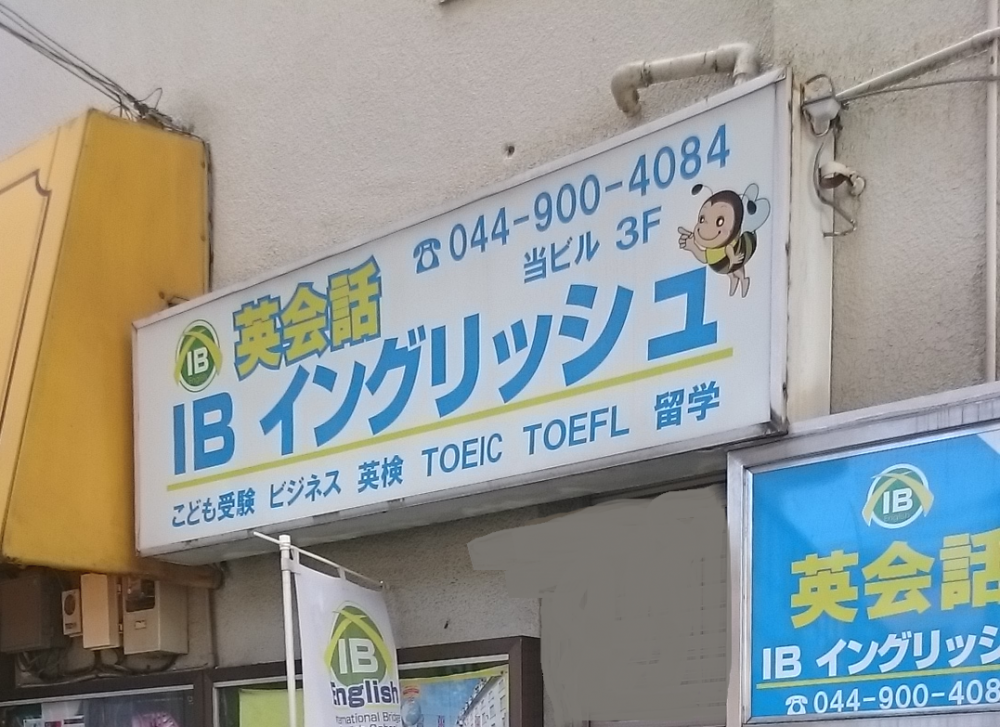 ☎044-900-4084
当ビル 3F
IB 英会話
IB イングリッシュ
こども受験 ビジネス 英検 TOEIC TOEFL 留学
IB
English
IB
英会話
IB イングリッシ
☎044-900-408